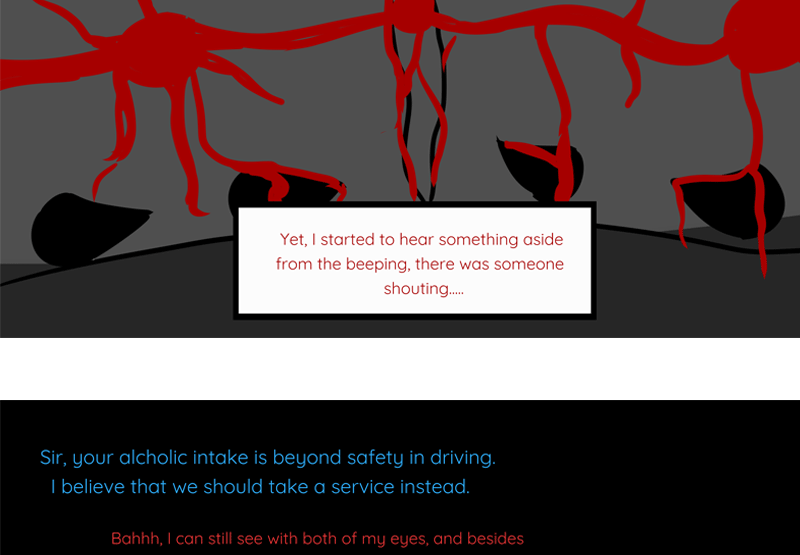 Yet, I started to hear something aside
from the beeping, there was someone
shouting.....
Sir, your alcholic intake is beyond safety in driving.
I believe that we should take a service instead.
Bahhh, I can still see with both of my eyes, and besides